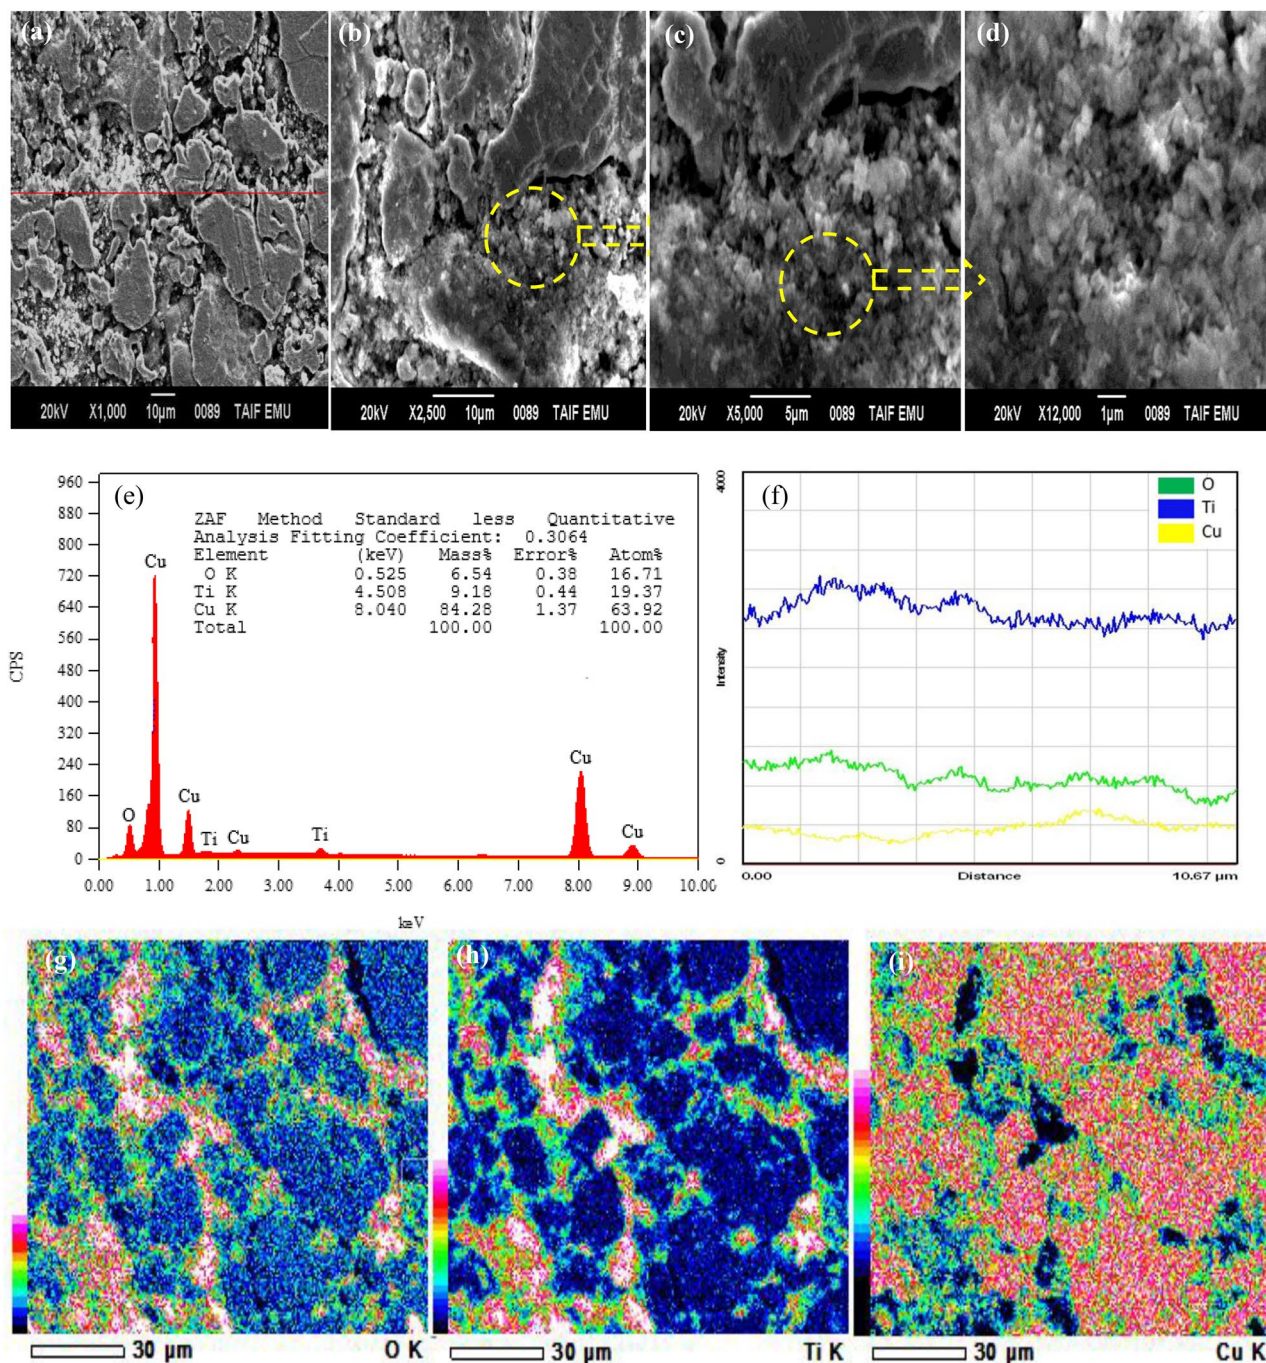 (a) (b) (c) (d)
20kV X1,000 10µm 0089 TAIF EMU
20kV X2,500 10µm 0089 TAIF EMU
20kV X5,000 5µm 0089 TAIF EMU
20kV X12,000 1µm 0089 TAIF EMU
(e)
960
880
800
720
640
560
480
400
320
240
160
80
0
CPS
ZAF Method Standard less Quantitative
Analysis Fitting Coefficient: 0.3064
Element (keV) Mass% Error% Atom%
O K 0.525 6.54 0.38 16.71
Ti K 4.508 9.18 0.44 19.37
Cu K 8.040 84.28 1.37 63.92
Total 100.00 100.00
Cu
O
Cu
Ti
Cu
Ti
Cu
Cu
0.00 1.00 2.00 3.00 4.00 5.00 6.00 7.00 8.00 9.00 10.00
keV
(f)
4000
Intensity
0
O
Ti
Cu
0.00 Distance 10.67 µm
(g) (h) (i)
30 µm O K
30 µm Ti K
30 µm Cu K